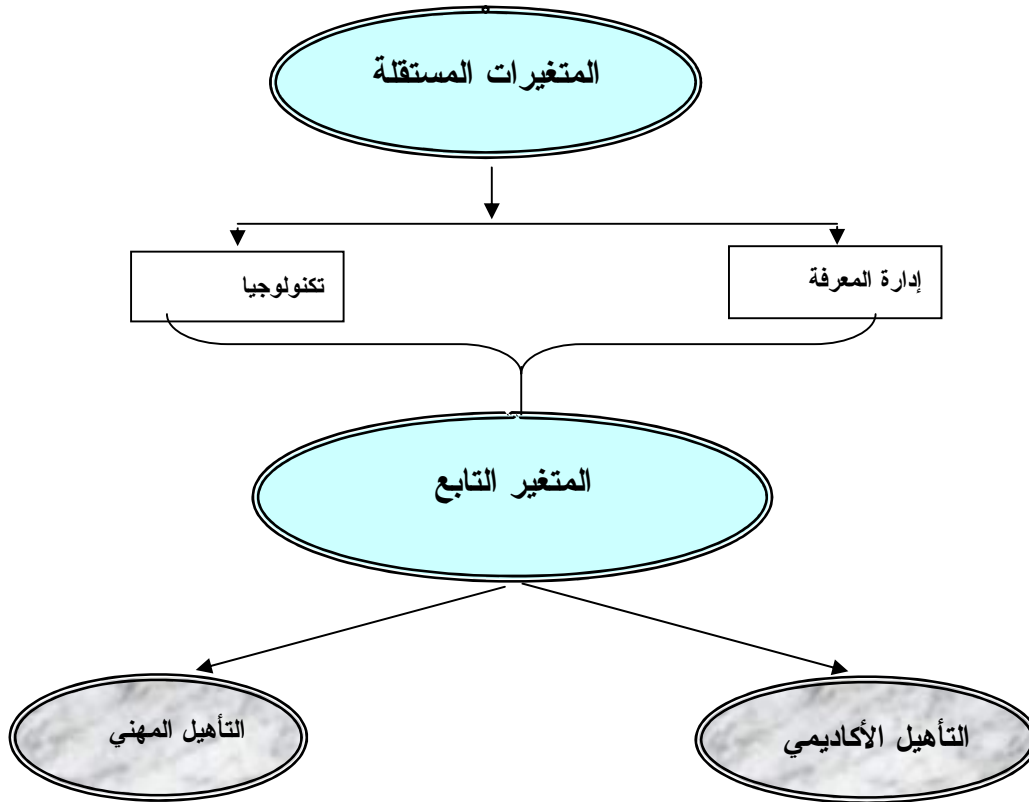 المتغيرات المستقلة
إدارة المعرفة
تكنولوجيا
المتغير التابع
التأهيل الأكاديمي
التأهيل المهني